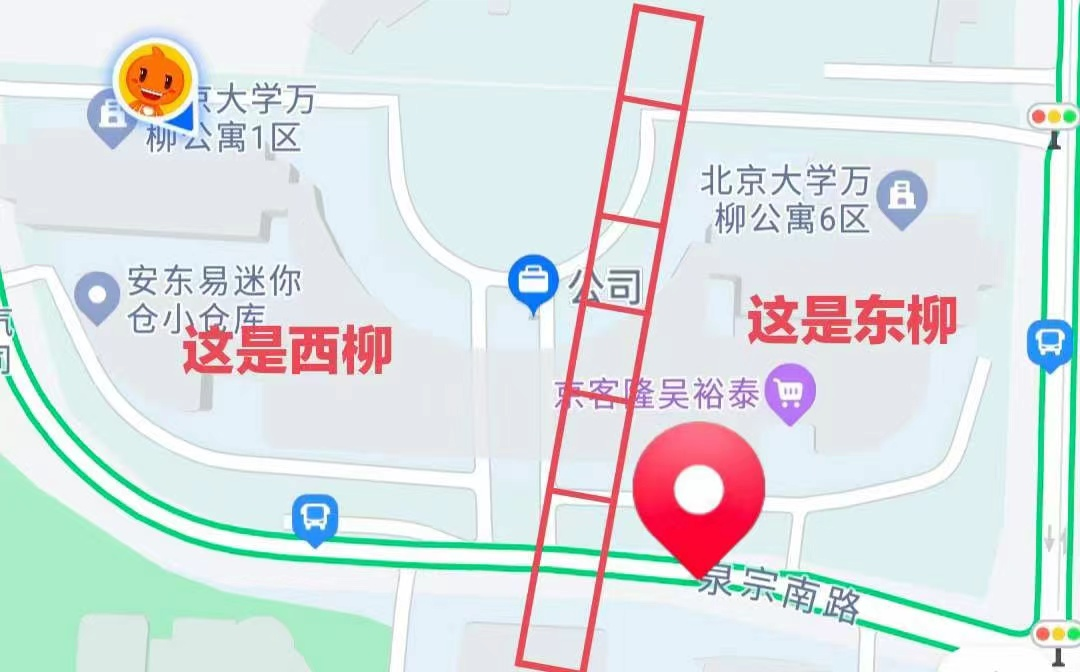 京大学万
柳公寓1区
北京大学万
柳公寓6区
安东易迷你
仓小仓库
公司
这是西柳
这是东柳
京客隆吴裕泰
泉宗南路
司